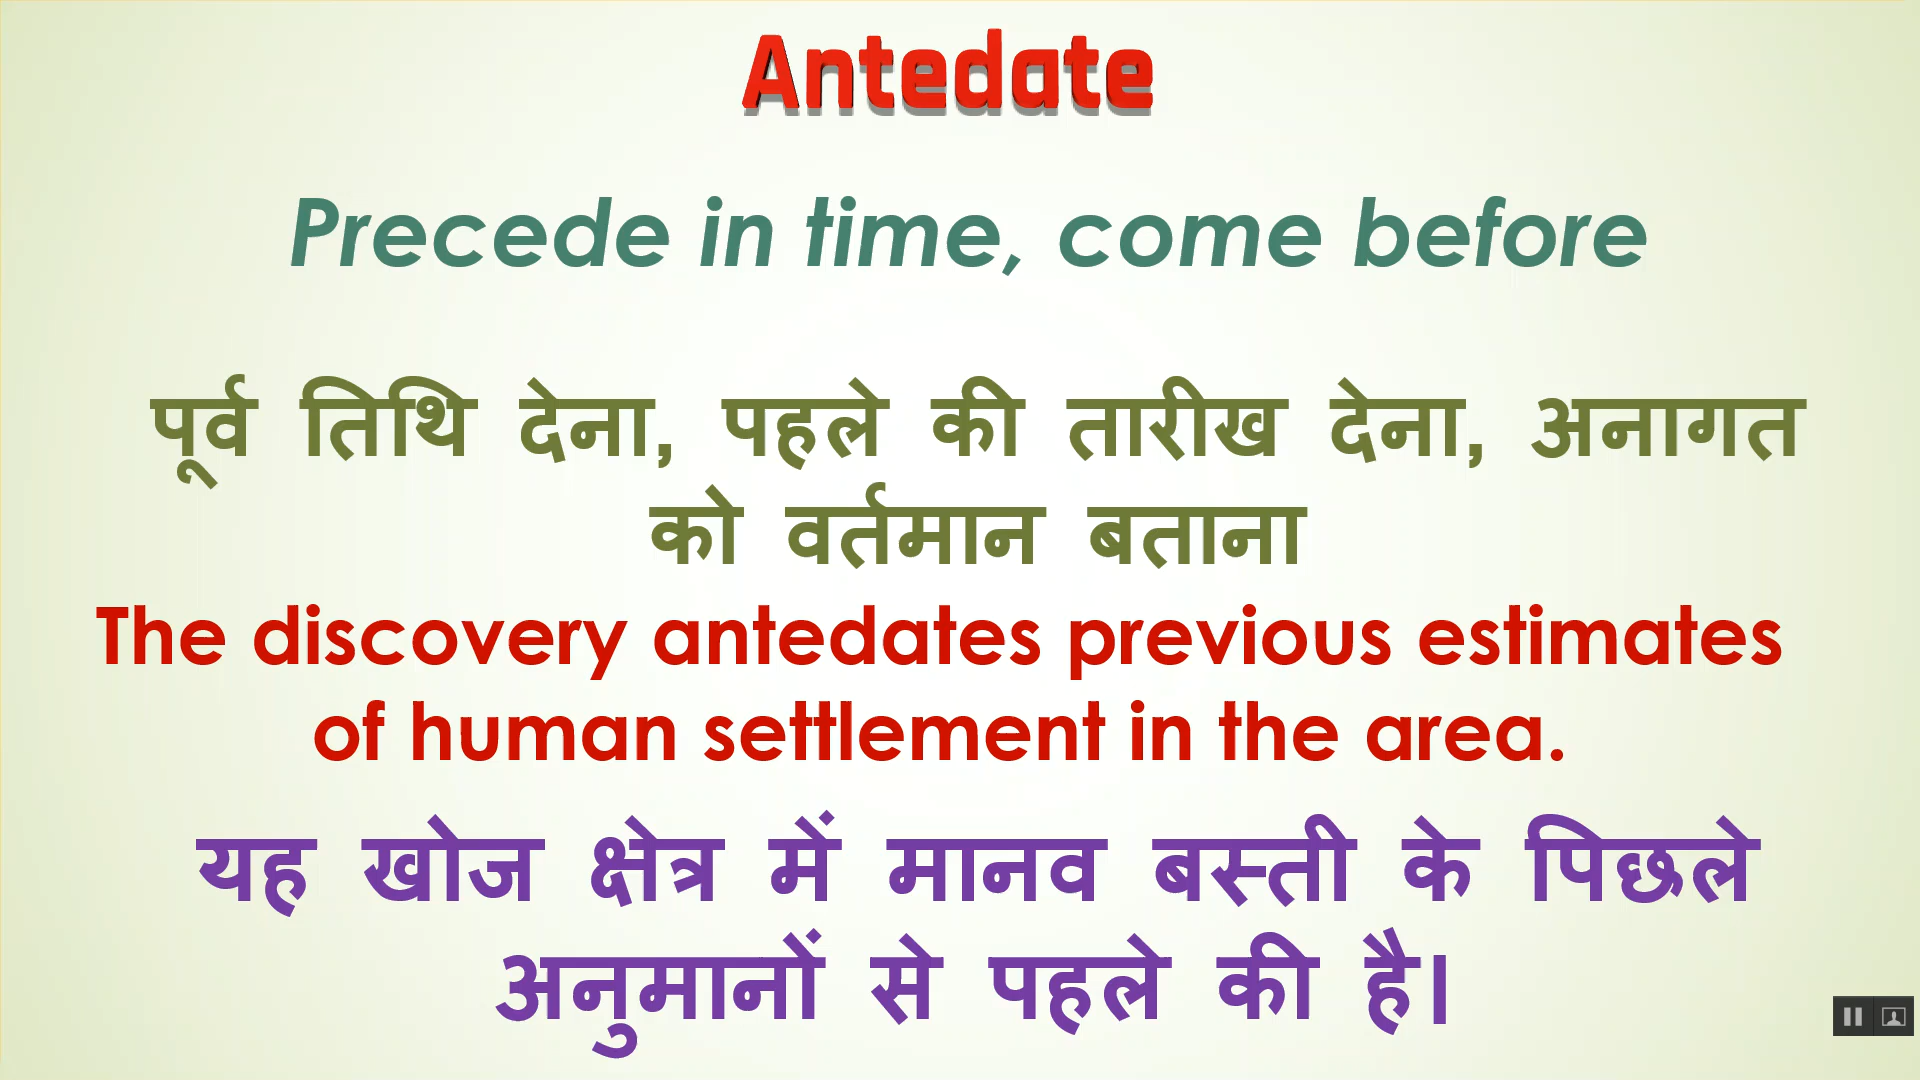 Antedate
Precede in time, come before
पूर्व तिथि देना, पहले की तारीख देना, अनागत
को वर्तमान बताना
The discovery antedates previous estimates
of human settlement in the area.
यह खोज क्षेत्र में मानव बस्ती के पिछले
अनुमानों से पहले की है।